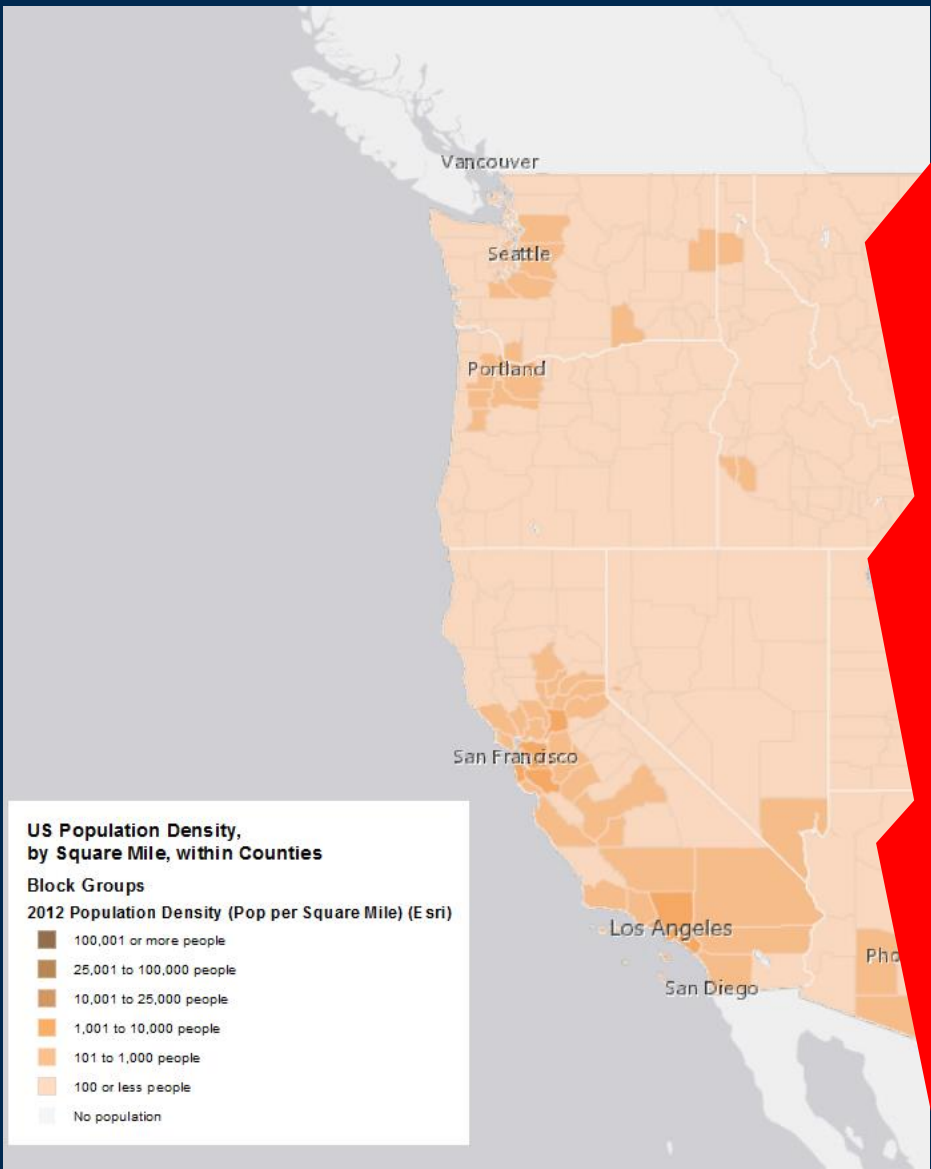 Vancouver
Seattle
Portland
San Francisco
Los Angeles
Pho
San Diego
US Population Density,
by Square Mile, within Counties
Block Groups
2012 Population Density (Pop per Square Mile) (Esri)
100,001 or more people
25,001 to 100,000 people
10,001 to 25,000 people
1,001 to 10,000 people
101 to 1,000 people
100 or less people
No population